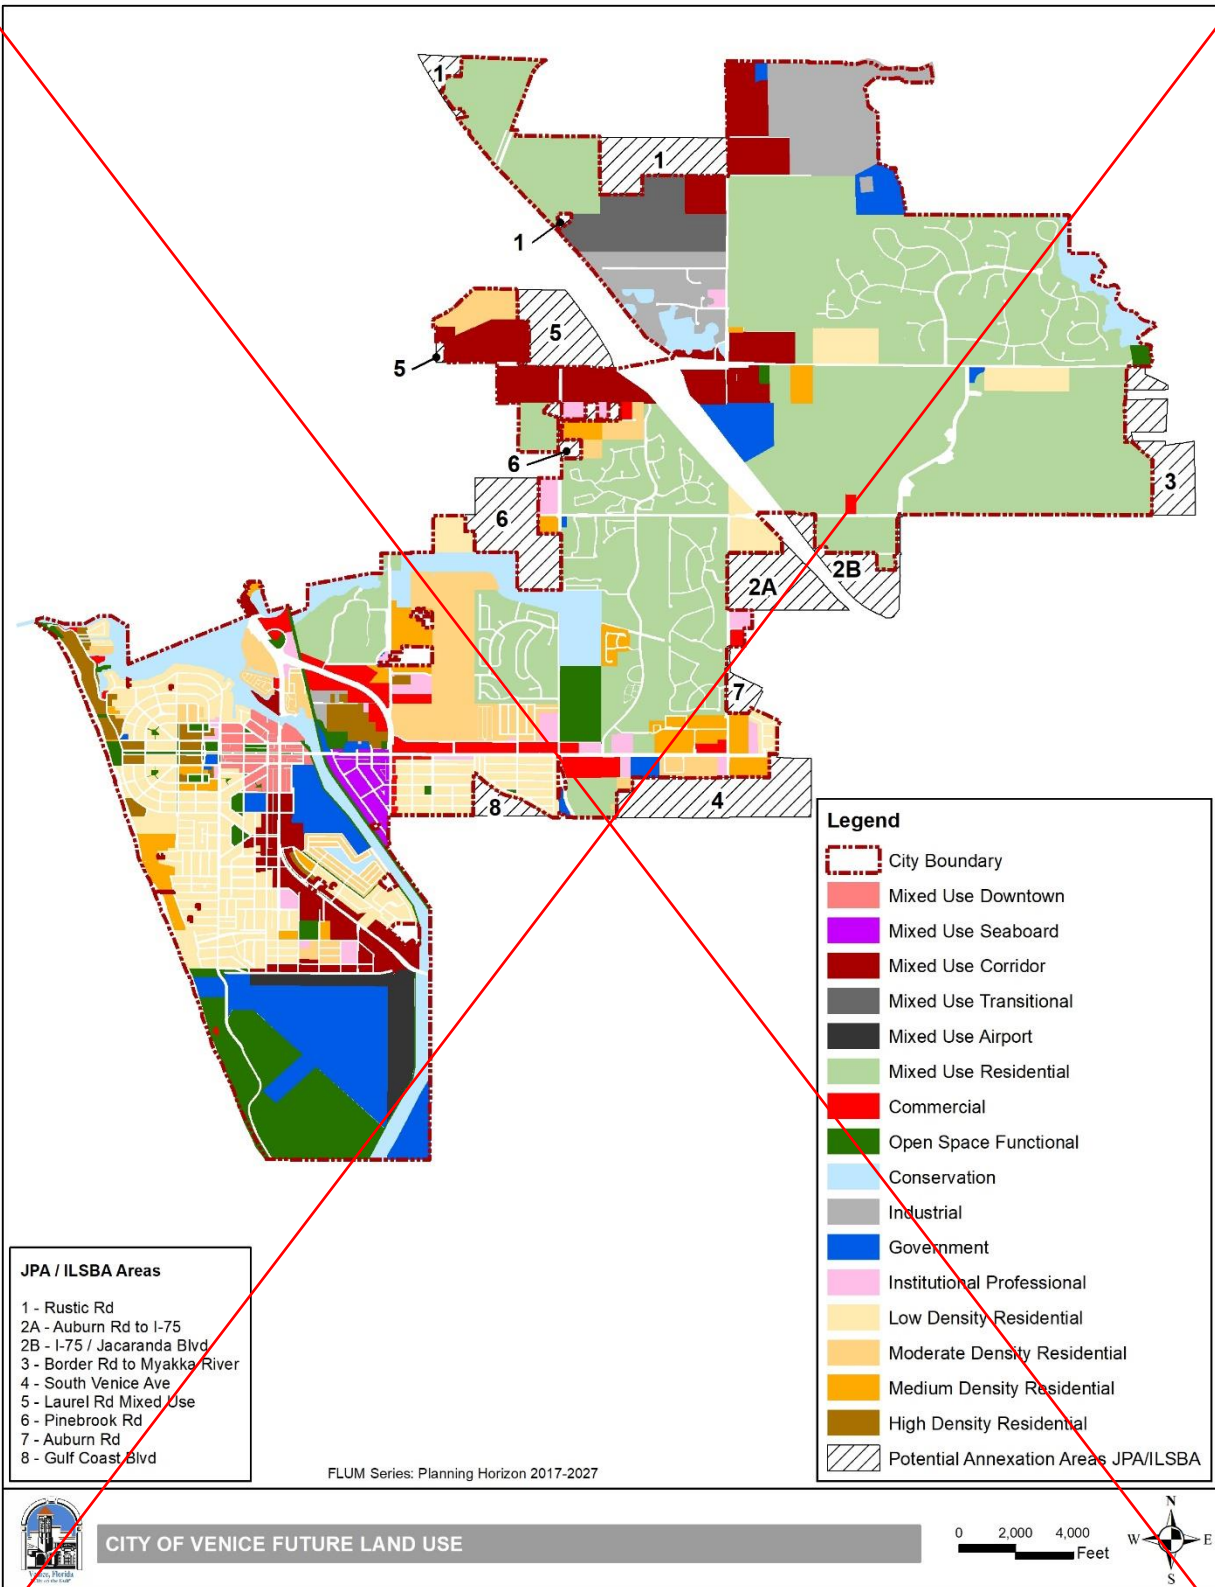 1
1
1
5
5
6
6
3
2A
2B
7
4
8
Legend
City Boundary
Mixed Use Downtown
Mixed Use Seaboard
Mixed Use Corridor
Mixed Use Transitional
Mixed Use Airport
Mixed Use Residential
Commercial
Open Space Functional
Conservation
Industrial
Government
Institutional Professional
Low Density Residential
Moderate Density Residential
Medium Density Residential
High Density Residential
Potential Annexation Areas JPA/ILSBA
JPA / ILSBA Areas
1 - Rustic Rd
2A - Auburn Rd to I-75
2B - I-75 / Jacaranda Blvd
3 - Border Rd to Myakka River
4 - South Venice Ave
5 - Laurel Rd Mixed Use
6 - Pinebrook Rd
7 - Auburn Rd
8 - Gulf Coast Blvd
FLUM Series: Planning Horizon 2017-2027
Venice, Florida
CITY OF VENICE FUTURE LAND USE
0 2,000 4,000
Feet
N
W E
S